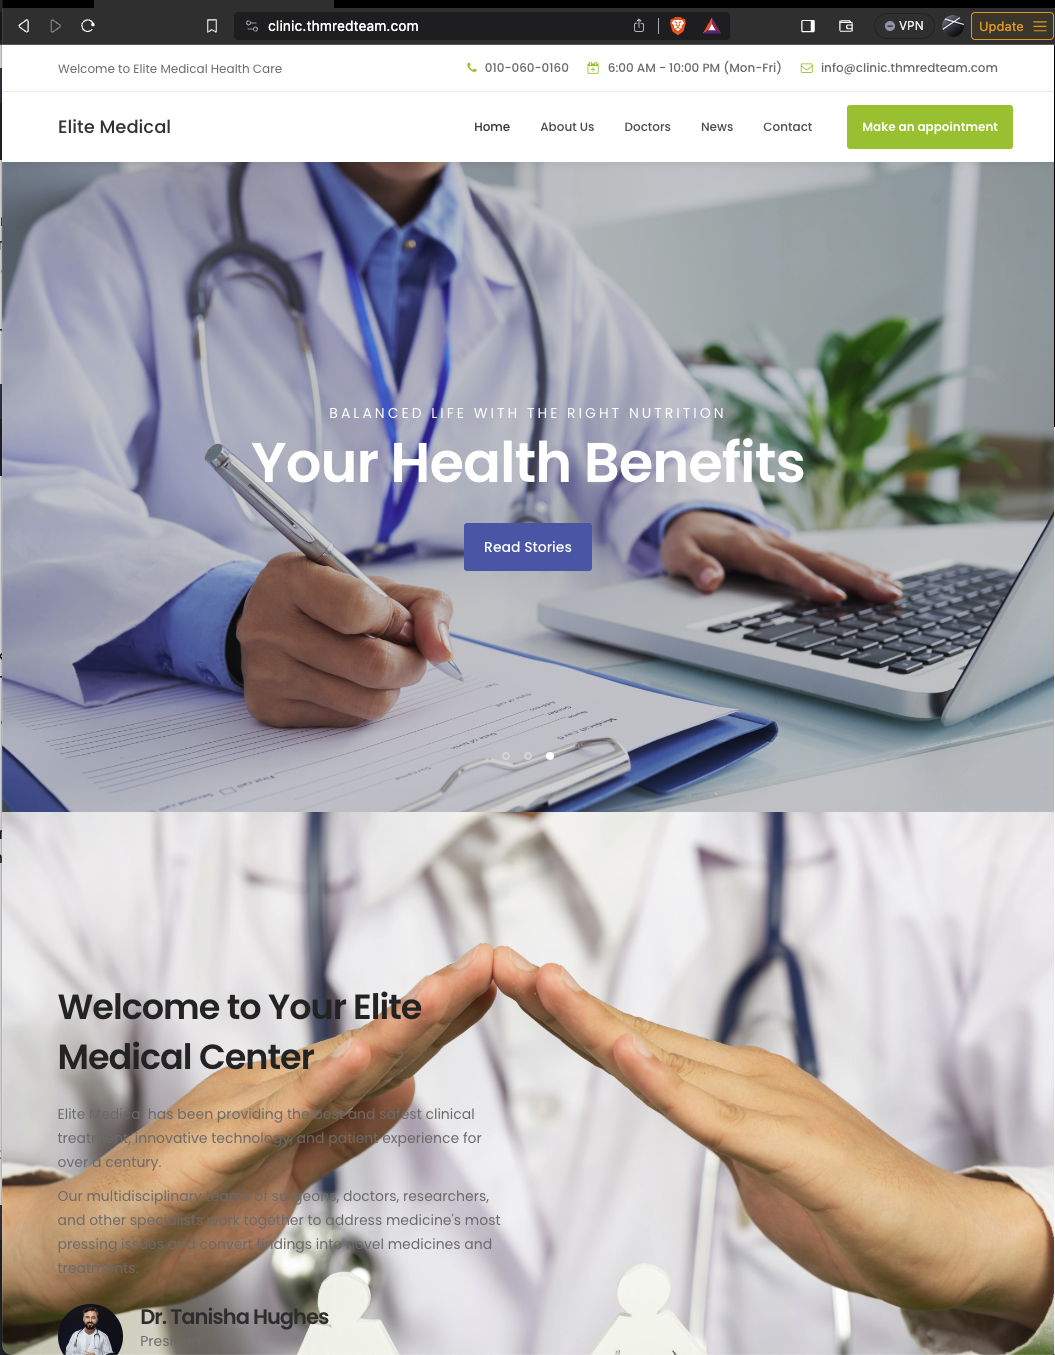 clinic.thmredteam.com
VPN
Update
Welcome to Elite Medical Health Care
010-060-0160
6:00 AM - 10:00 PM (Mon-Fri)
info@clinic.thmredteam.com
Elite Medical
Home
About Us
Doctors
News
Contact
Make an appointment
BALANCED LIFE WITH THE RIGHT NUTRITION
Your Health Benefits
Read Stories
Welcome to Your Elite
Medical Center
Elite Medical has been providing the best and safest clinical
treatment, innovative technology, and patient experience for
over a century.
Our multidisciplinary teams of surgeons, doctors, researchers,
and other specialists work together to address medicine's most
pressing issues and convert findings into novel medicines and
treatments.
Dr. Tanisha Hughes